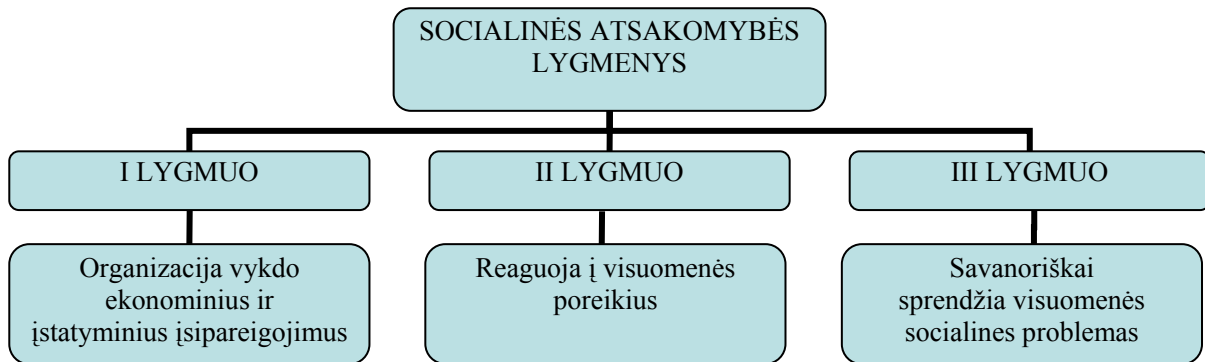 SOCIALINĖS ATSAKOMYBĖS
LYGMENYS
I LYGMUO
II LYGMUO
III LYGMUO
Organizacija vykdo
ekonominius ir
įstatyminius įsipareigojimus
Reaguoja į visuomenės
poreikius
Savanoriškai
sprendžia visuomenės
socialines problemas